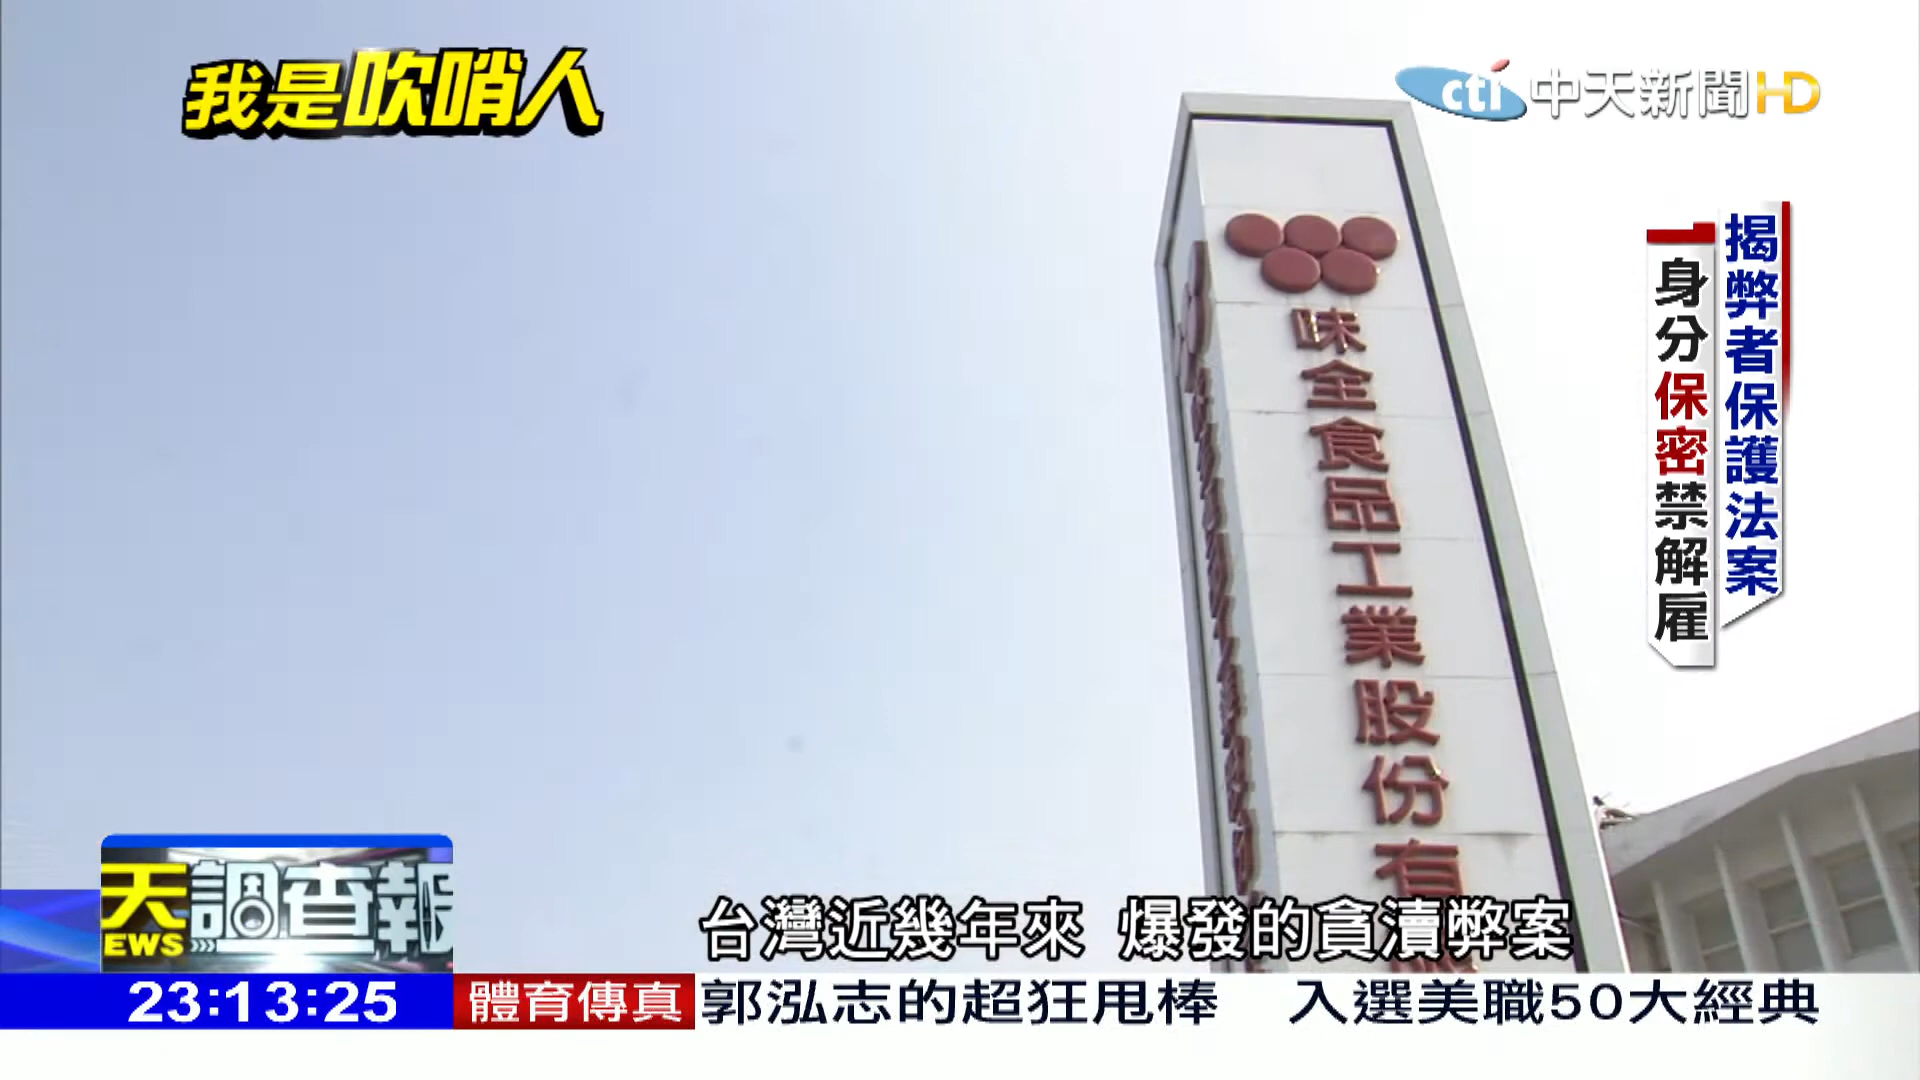 我是吹哨人
cti 中天新聞HD
揭弊者保護法案
身分保密禁解雇
味全食品工業股份有限
天調查報
EWS
台灣近幾年來 爆發的貪瀆弊案
23:13:25
體育傳真
郭泓志的超狂甩棒 入選美職50大經典